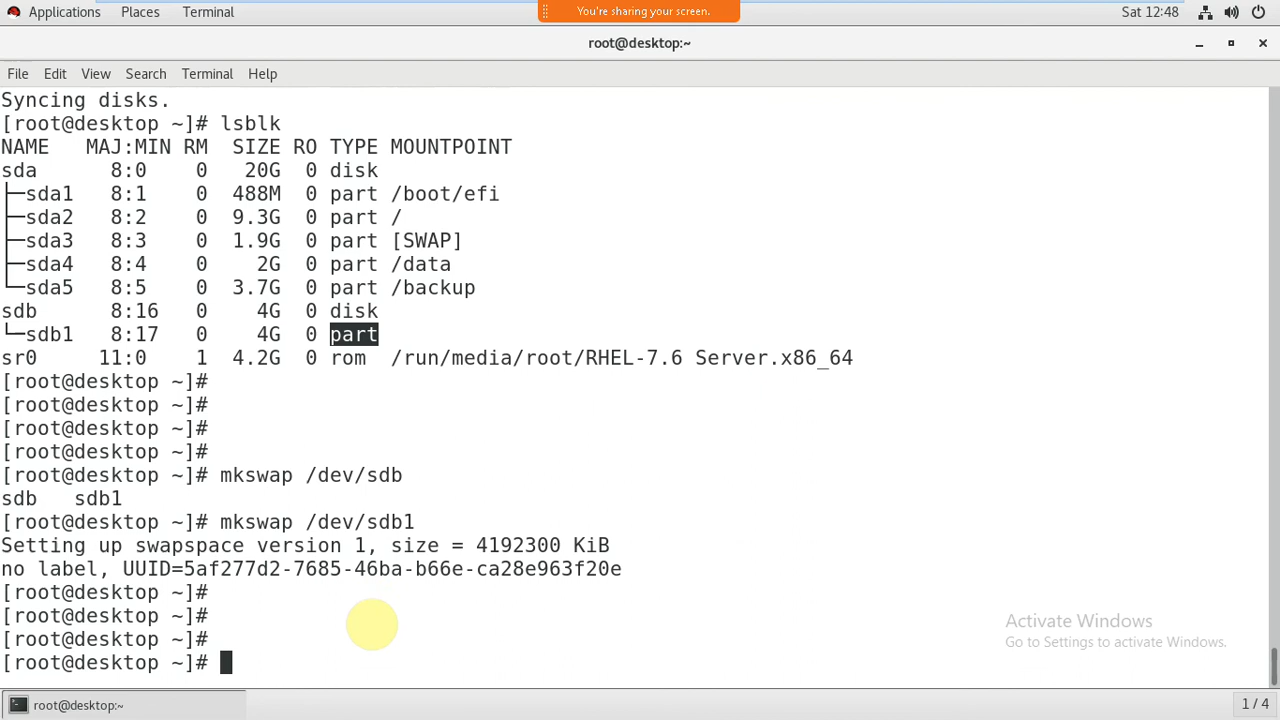 Applications Places Terminal You're sharing your screen. Sat 12:48
root@desktop:~
File Edit View Search Terminal Help
Syncing disks.
[root@desktop ~]# lsblk
NAME   MAJ:MIN RM  SIZE RO TYPE MOUNTPOINT
sda      8:0    0   20G  0 disk
├─sda1   8:1    0  488M  0 part /boot/efi
├─sda2   8:2    0  9.3G  0 part /
├─sda3   8:3    0  1.9G  0 part [SWAP]
├─sda4   8:4    0    2G  0 part /data
└─sda5   8:5    0  3.7G  0 part /backup
sdb      8:16   0    4G  0 disk
└─sdb1   8:17   0    4G  0 part
sr0     11:0    1  4.2G  0 rom  /run/media/root/RHEL-7.6 Server.x86_64
[root@desktop ~]#
[root@desktop ~]#
[root@desktop ~]#
[root@desktop ~]#
[root@desktop ~]# mkswap /dev/sdb
sdb   sdb1
[root@desktop ~]# mkswap /dev/sdb1
Setting up swapspace version 1, size = 4192300 KiB
no label, UUID=5af277d2-7685-46ba-b66e-ca28e963f20e
[root@desktop ~]#
[root@desktop ~]#
[root@desktop ~]#
[root@desktop ~]#
Activate Windows
Go to Settings to activate Windows.
root@desktop:~ 1 / 4